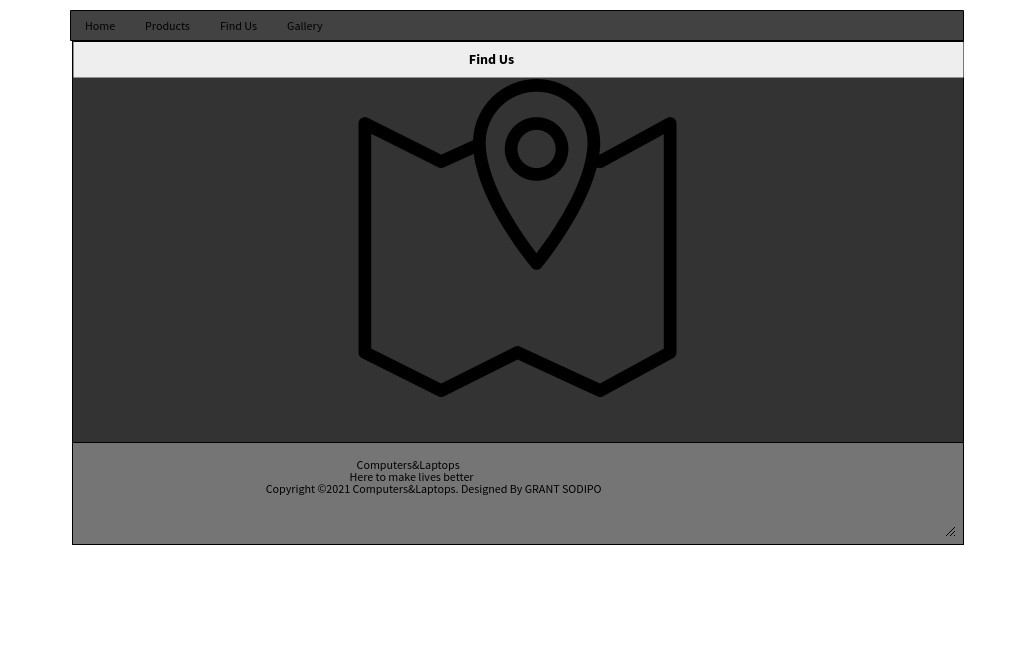 Home Products Find Us Gallery
Find Us
Computers&Laptops
Here to make lives better
Copyright ©2021 Computers&Laptops. Designed By GRANT SODIPO